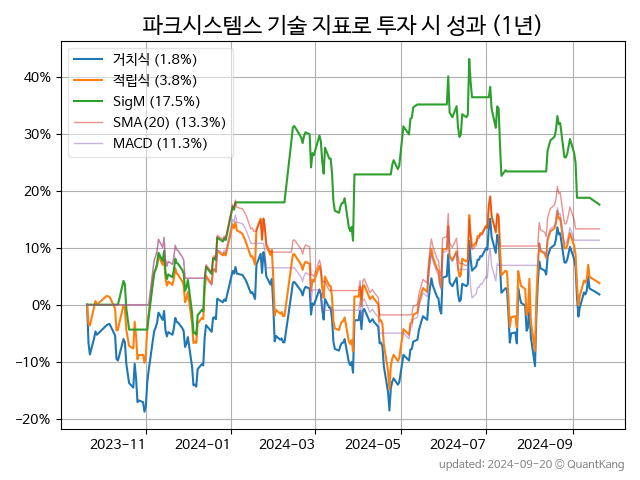 파크시스템스 기술 지표로 투자 시 성과 (1년)
거치식 (1.8%)
적립식 (3.8%)
SigM (17.5%)
SMA(20) (13.3%)
MACD (11.3%)
40%
30%
20%
10%
0%
−10%
−20%
2023-11
2024-01
2024-03
2024-05
2024-07
2024-09
updated: 2024-09-20 © QuantKang